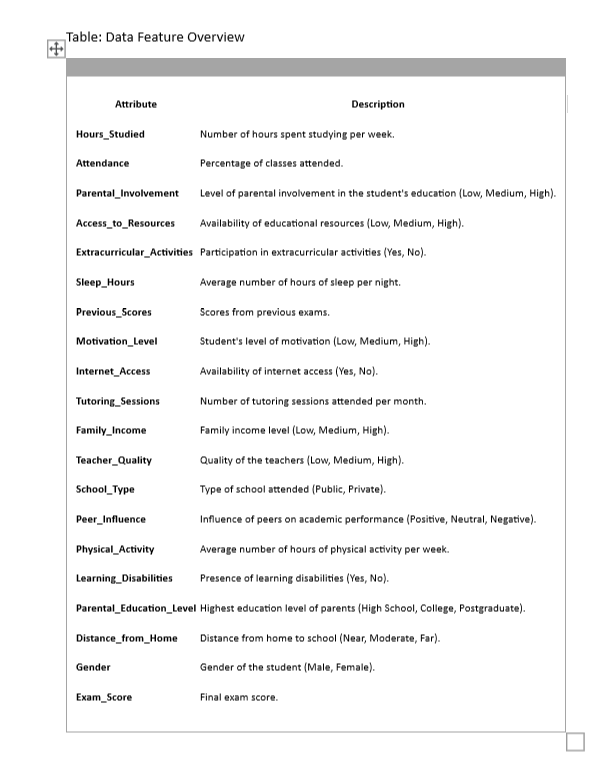 Table: Data Feature Overview
Attribute Description
Hours_Studied Number of hours spent studying per week.
Attendance Percentage of classes attended.
Parental_Involvement Level of parental involvement in the student's education (Low, Medium, High).
Access_to_Resources Availability of educational resources (Low, Medium, High).
Extracurricular_Activities Participation in extracurricular activities (Yes, No).
Sleep_Hours Average number of hours of sleep per night.
Previous_Scores Scores from previous exams.
Motivation_Level Student's level of motivation (Low, Medium, High).
Internet_Access Availability of internet access (Yes, No).
Tutoring_Sessions Number of tutoring sessions attended per month.
Family_Income Family income level (Low, Medium, High).
Teacher_Quality Quality of the teachers (Low, Medium, High).
School_Type Type of school attended (Public, Private).
Peer_Influence Influence of peers on academic performance (Positive, Neutral, Negative).
Physical_Activity Average number of hours of physical activity per week.
Learning_Disabilities Presence of learning disabilities (Yes, No).
Parental_Education_Level Highest education level of parents (High School, College, Postgraduate).
Distance_from_Home Distance from home to school (Near, Moderate, Far).
Gender Gender of the student (Male, Female).
Exam_Score Final exam score.